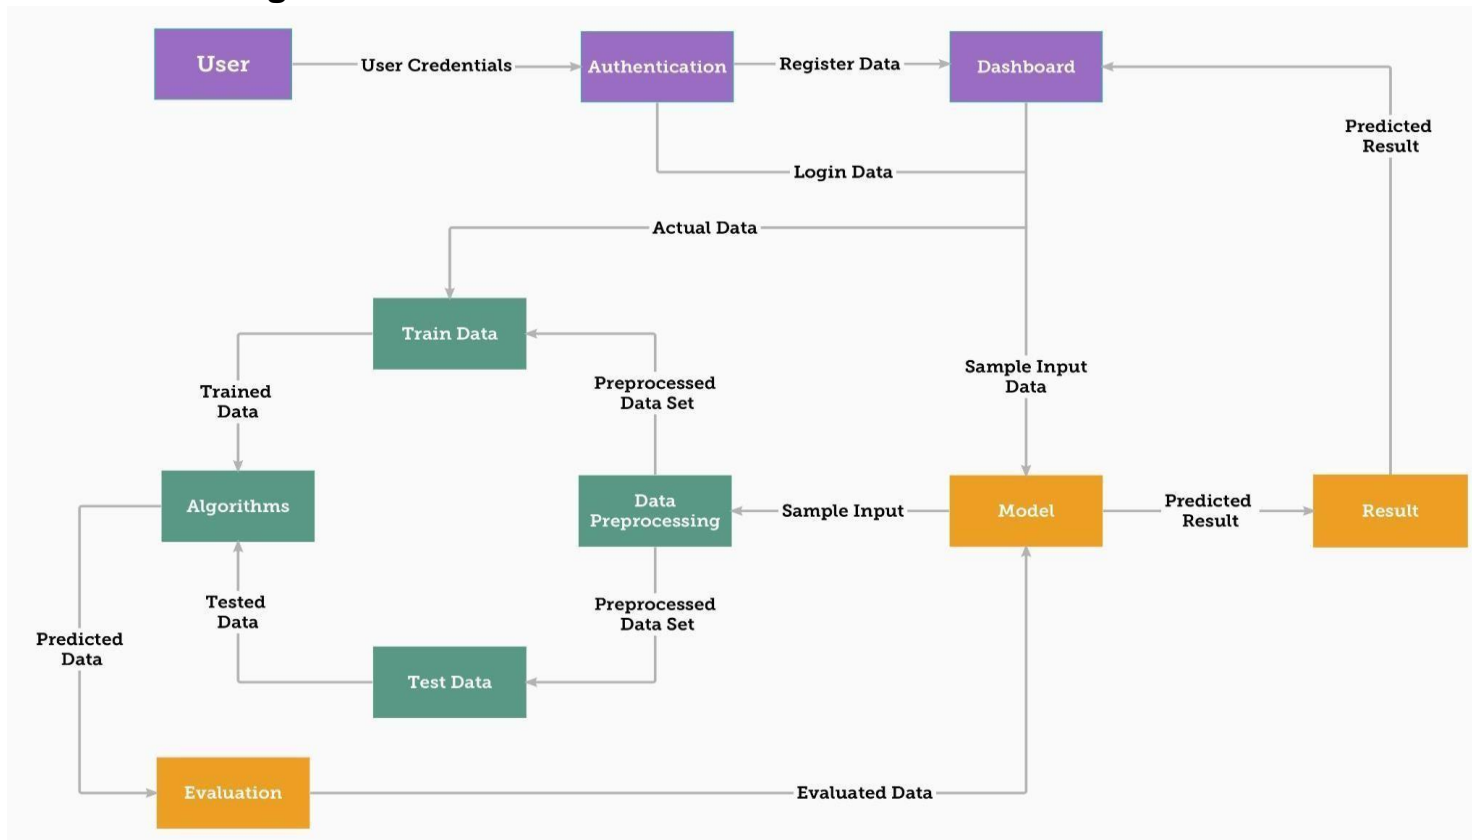 User
User Credentials
Authentication
Register Data
Dashboard
Predicted
Result
Login Data
Actual Data
Train Data
Trained
Data
Preprocessed
Data Set
Sample Input
Data
Algorithms
Data
Preprocessing
Sample Input
Model
Predicted
Result
Result
Tested
Data
Preprocessed
Data Set
Predicted
Data
Test Data
Evaluation
Evaluated Data